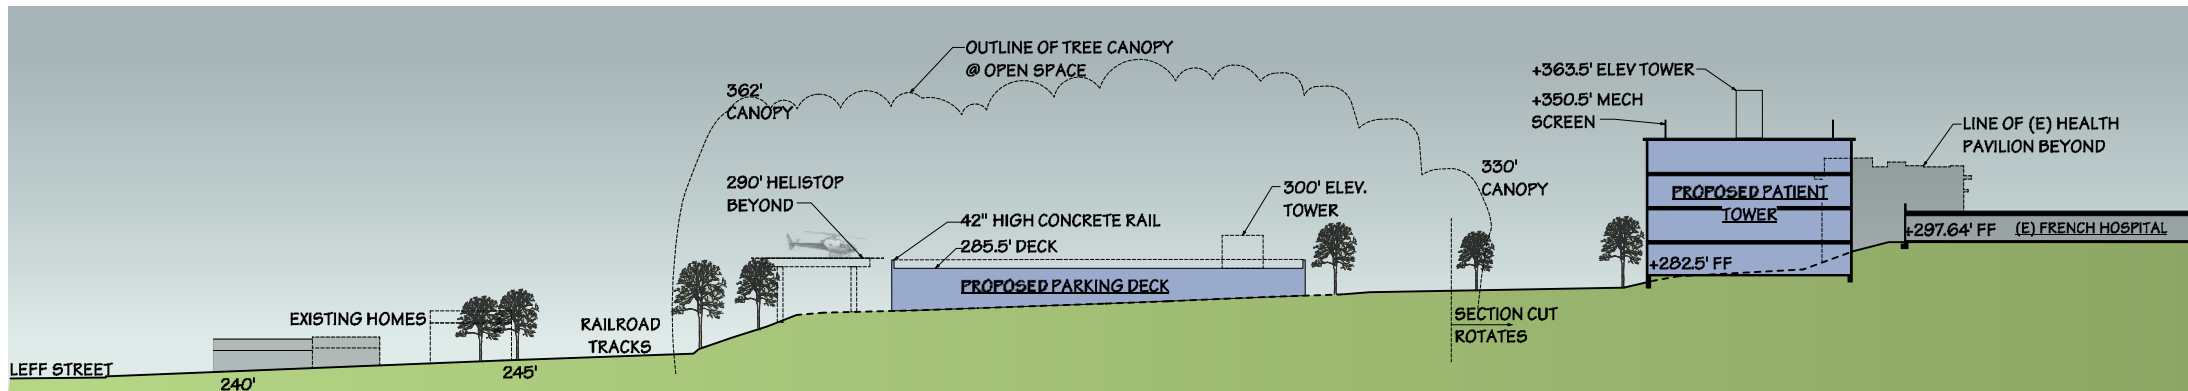 OUTLINE OF TREE CANOPY
@ OPEN SPACE
362'
CANOPY
290' HELISTOP
BEYOND
42" HIGH CONCRETE RAIL
285.5' DECK
300' ELEV.
TOWER
PROPOSED PARKING DECK
330'
CANOPY
+363.5' ELEV TOWER
+350.5' MECH
SCREEN
LINE OF (E) HEALTH
PAVILION BEYOND
PROPOSED PATIENT
TOWER
+297.64' FF
(E) FRENCH HOSPITAL
+282.5' FF
SECTION CUT
ROTATES
EXISTING HOMES
RAILROAD
TRACKS
LEFF STREET
240'
245'